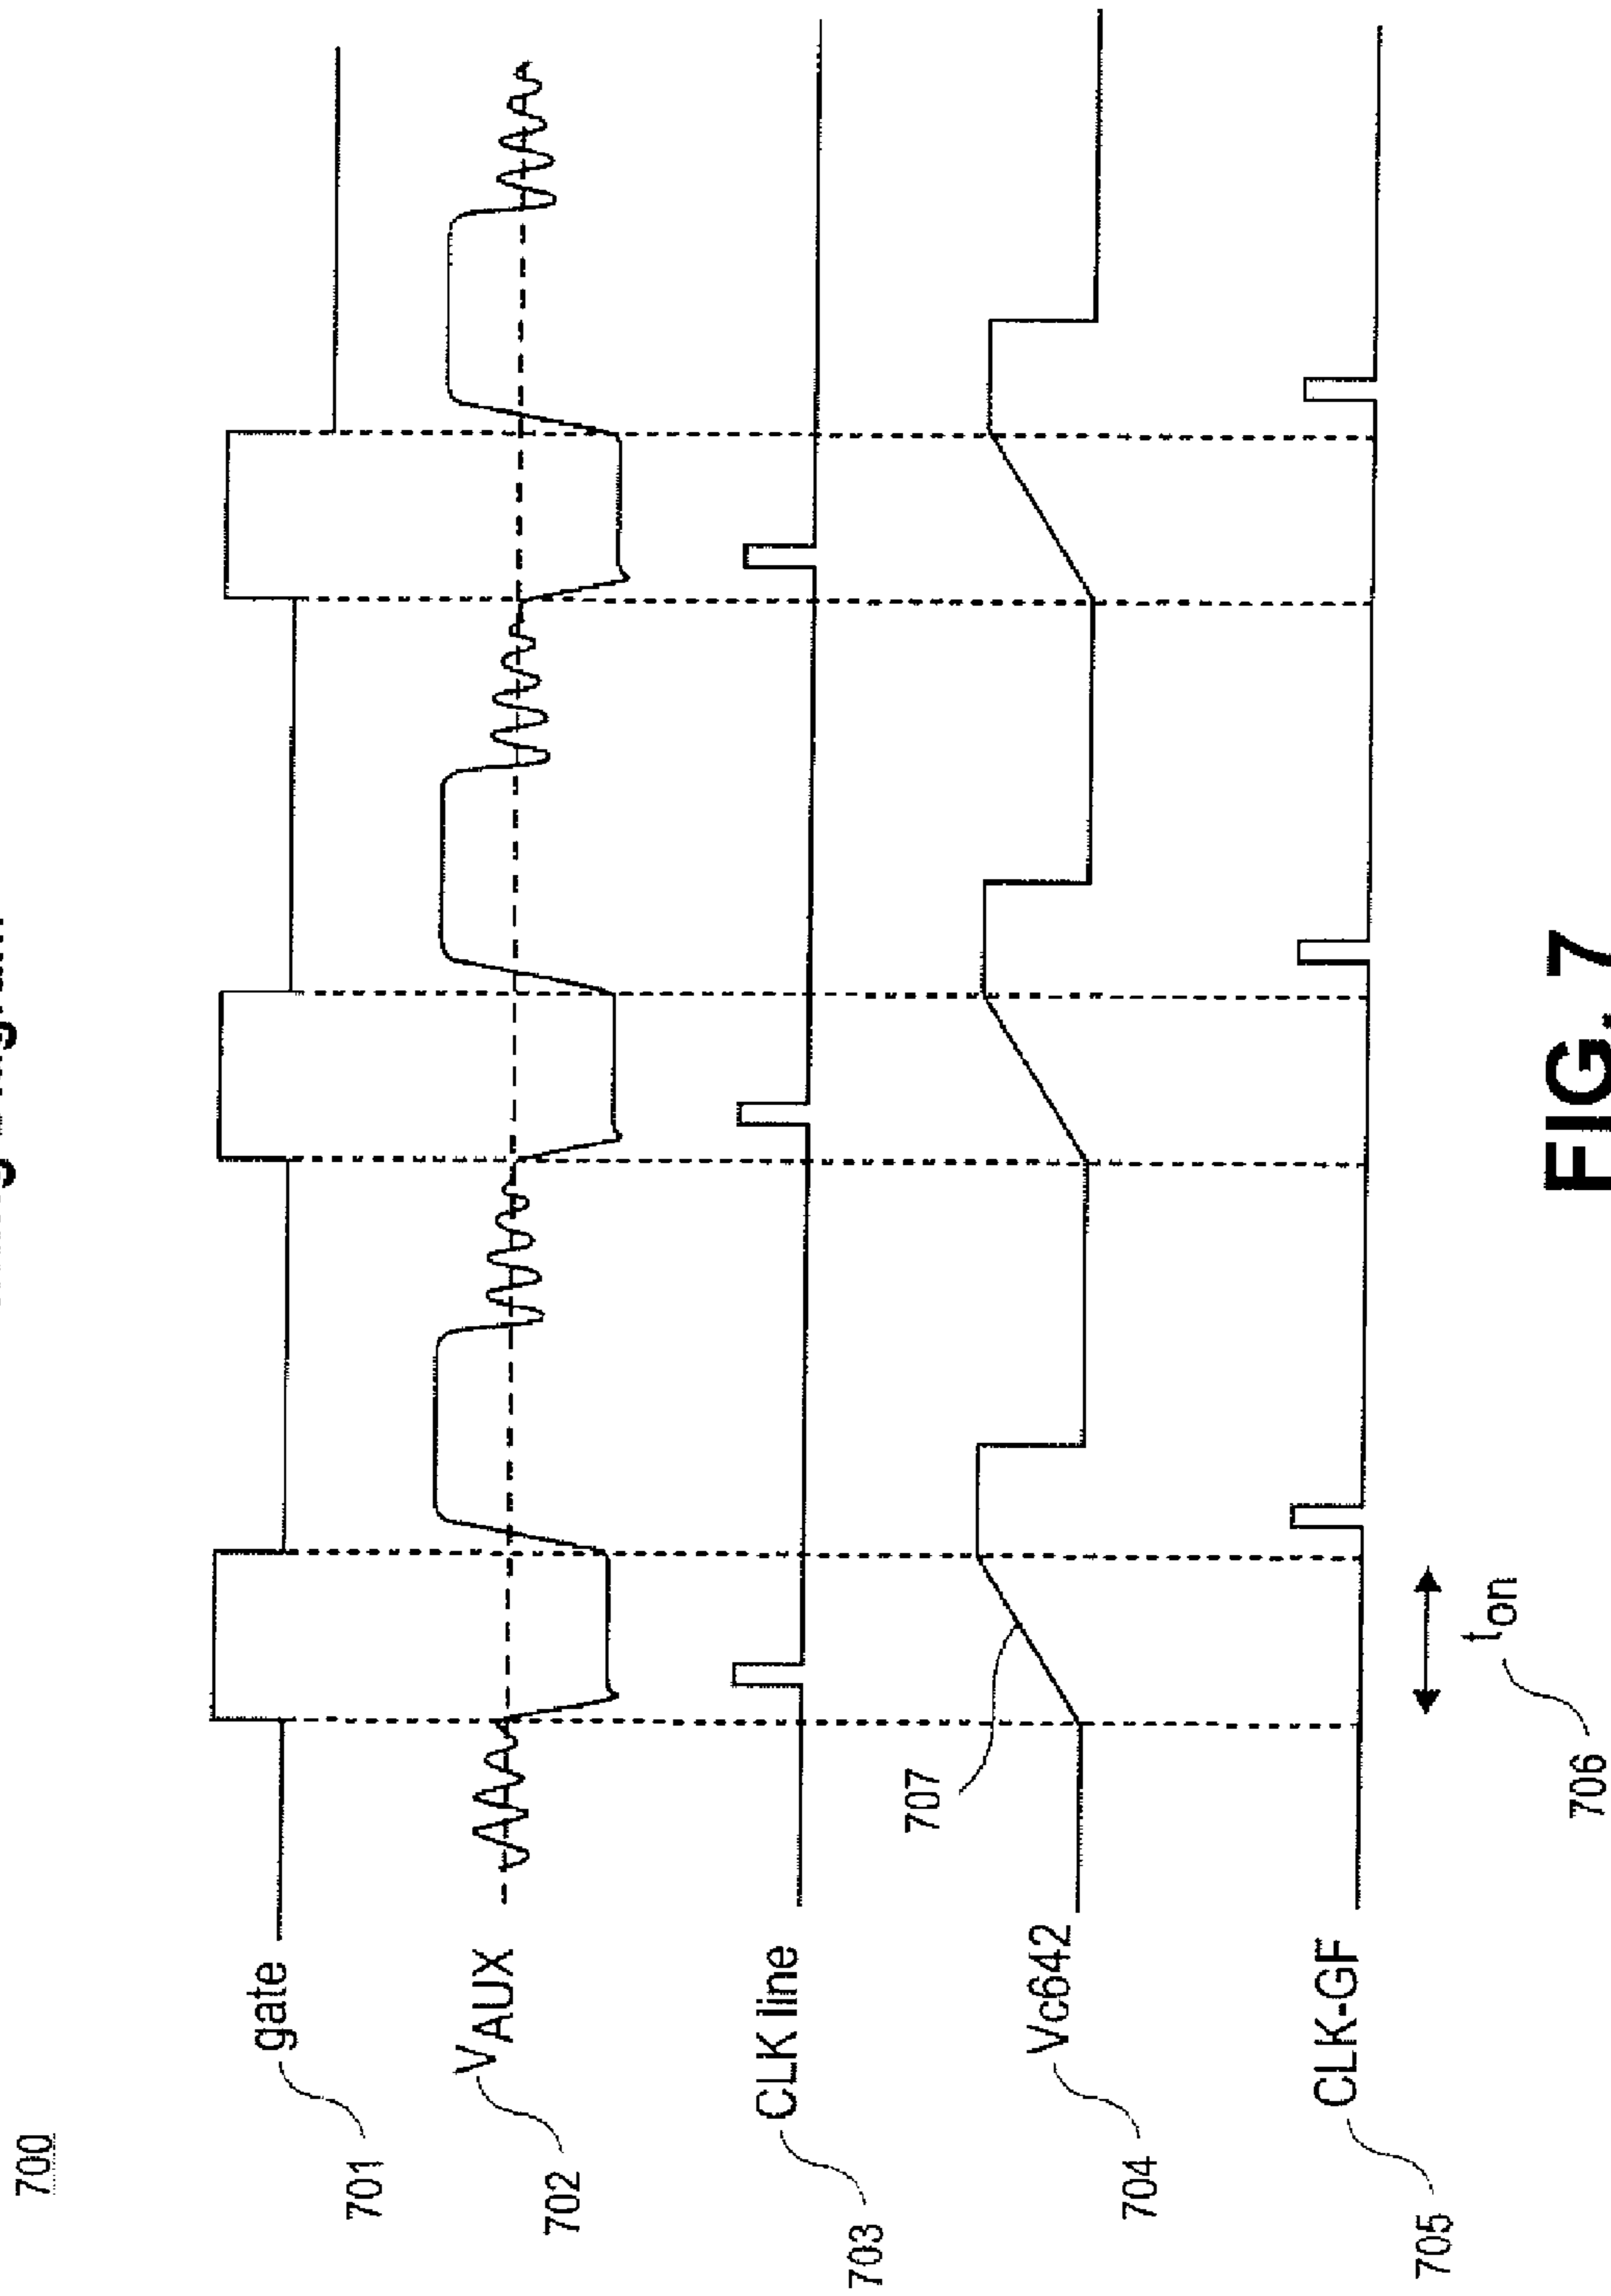 700
701
gate
702
VAUX
703
CLK line
704
Vc642
707
705
CLK-GF
ton
706
FIG. 7